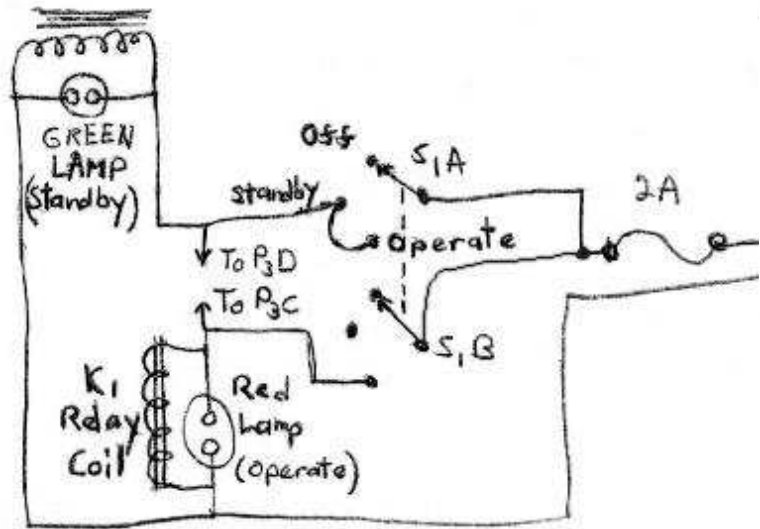 GREEN
LAMP
(Standby)
Off
S1A
2A
Standby
Operate
To P3D
To P3C
S1B
K1
Relay
Coil
Red
Lamp
(Operate)